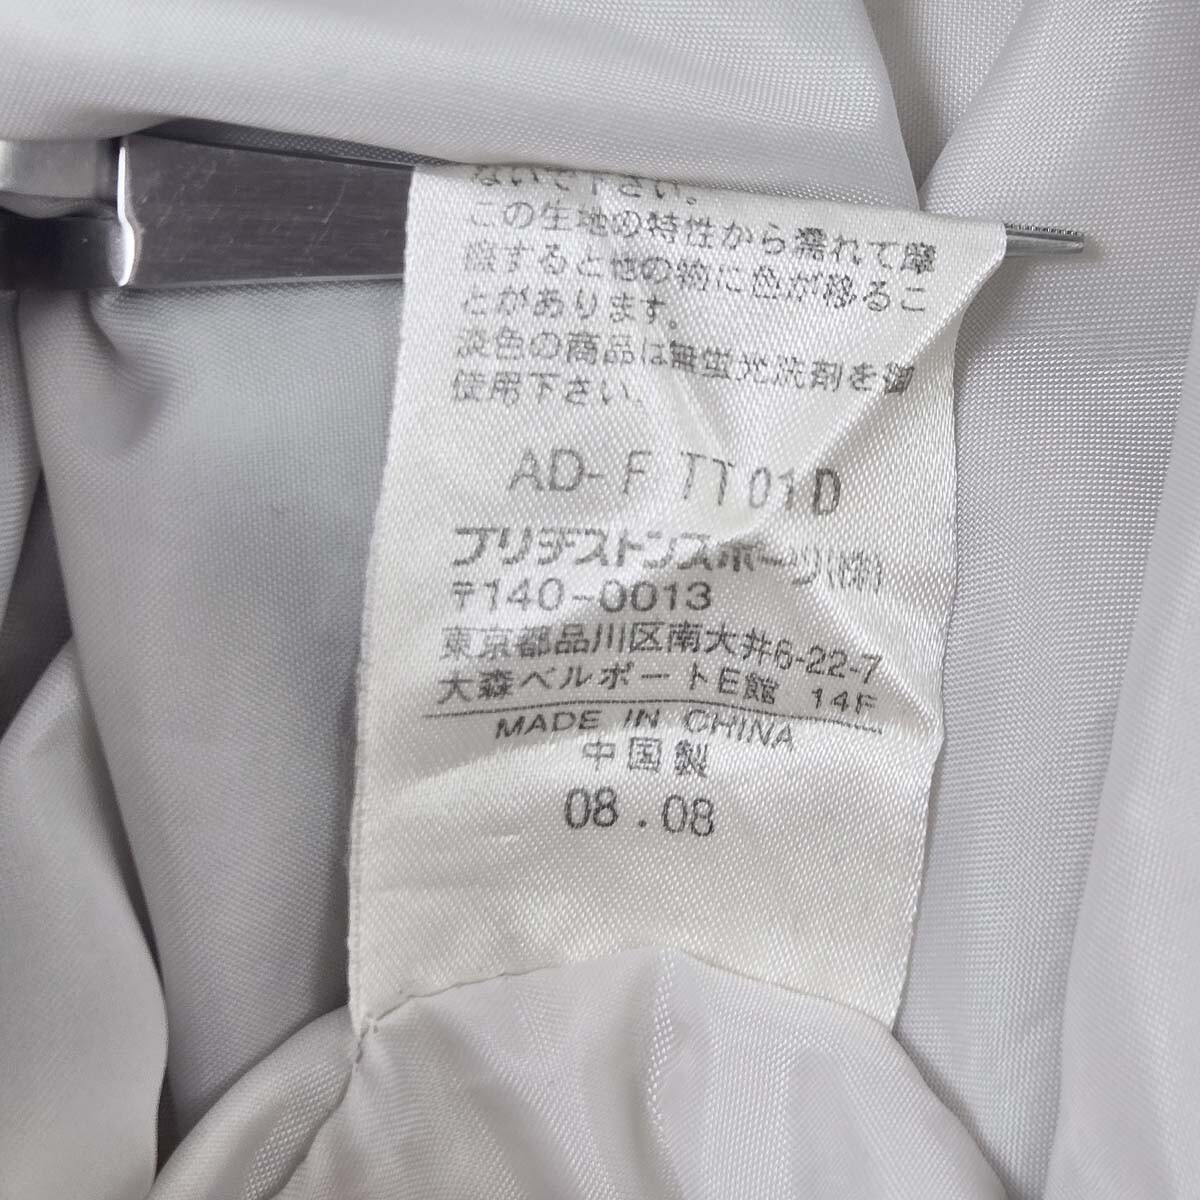 ないで下さい。
この生地の特性から濡れて摩
擦すると他の物に色が移るこ
とがあります。
淡色の商品は無蛍光洗剤を御
使用下さい。
AD-F TT01D
ブリヂストンスポーツ(株)
〒140-0013
東京都品川区南大井6-22-7
大森ベルポートE館 14F
MADE IN CHINA
中国製
08.08